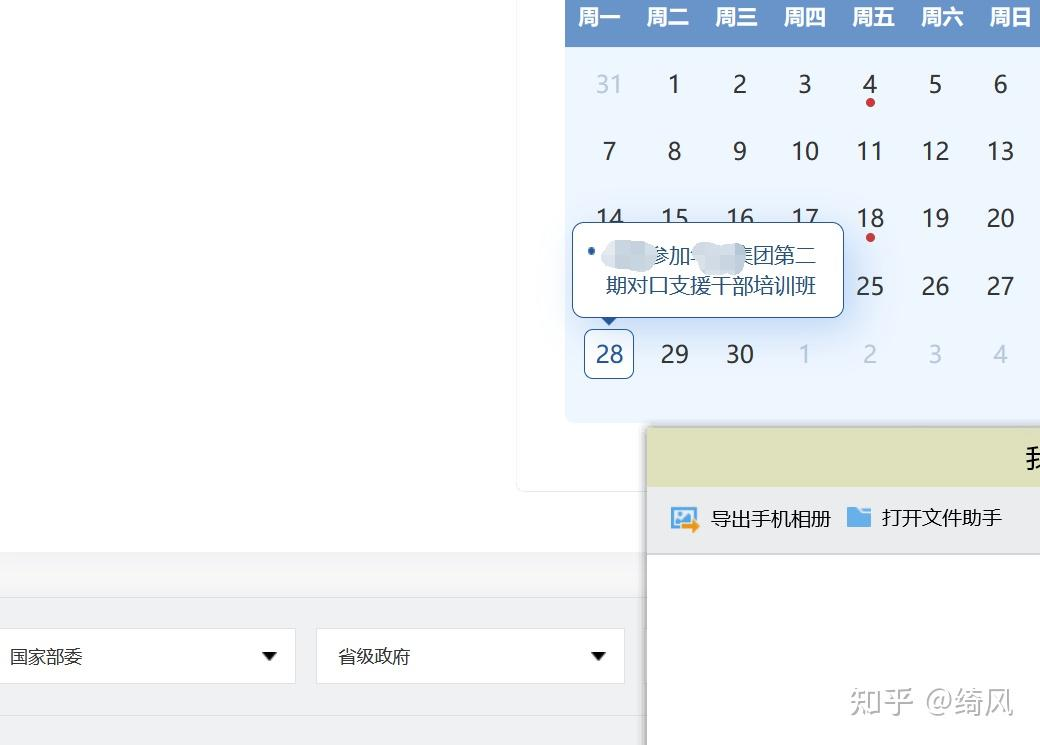 周一 周二 周三 周四 周五 周六 周日
31 1 2 3 4 5 6
7 8 9 10 11 12 13
14 15 16 17 18 19 20
参加 集团第二
期对口支援干部培训班
25 26 27
28 29 30 1 2 3 4
我
导出手机相册 打开文件助手
国家部委 省级政府
知乎 @绮风